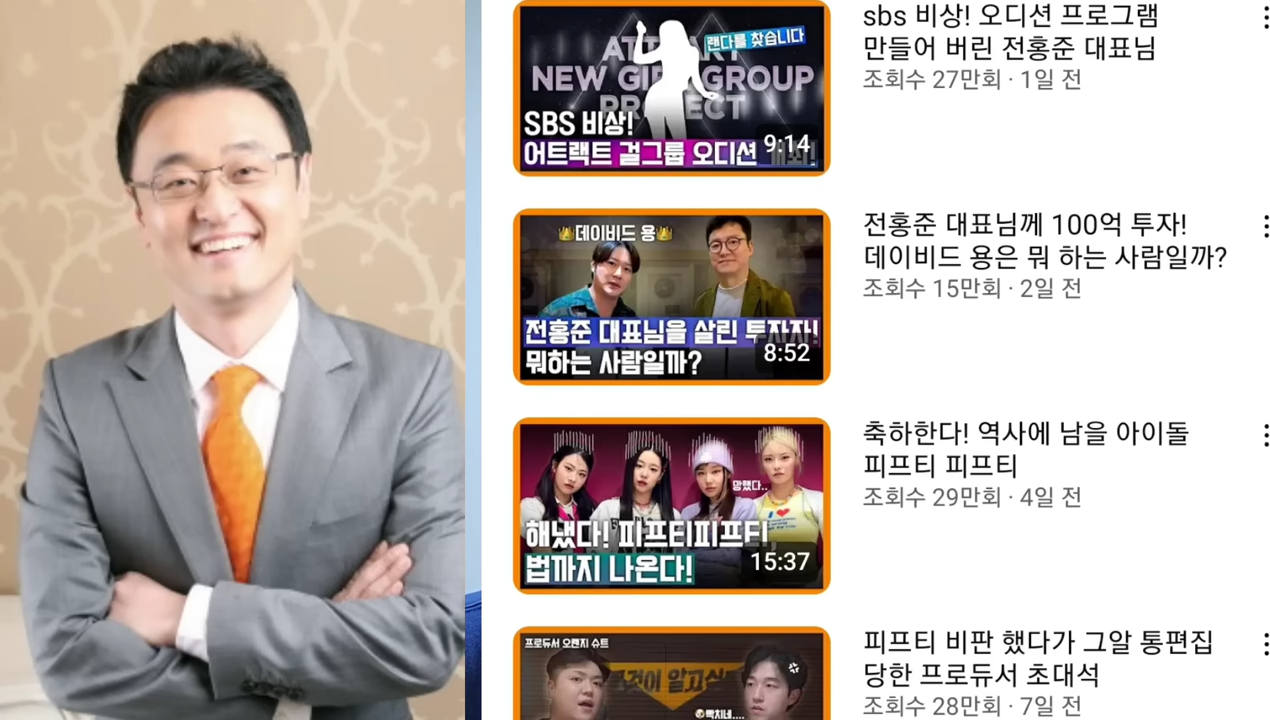 랜다를 찾습니다
NEW GIRL GROUP
SBS 비상!
어트랙트 걸그룹 오디션
9:14
sbs 비상! 오디션 프로그램
만들어 버린 전홍준 대표님
조회수 27만회 · 1일 전
데이비드 용
전홍준 대표님을 살린 투자자!
뭐하는 사람일까?
8:52
전홍준 대표님께 100억 투자!
데이비드 용은 뭐 하는 사람일까?
조회수 15만회 · 2일 전
망했다..
해냈다! 피프티피프티
법까지 나온다!
15:37
축하한다! 역사에 남을 아이돌
피프티 피프티
조회수 29만회 · 4일 전
프로듀서 오렌지 슈트
빡치네....
피프티 비판 했다가 그알 통편집
당한 프로듀서 초대석
조회수 28만회 · 7일 전